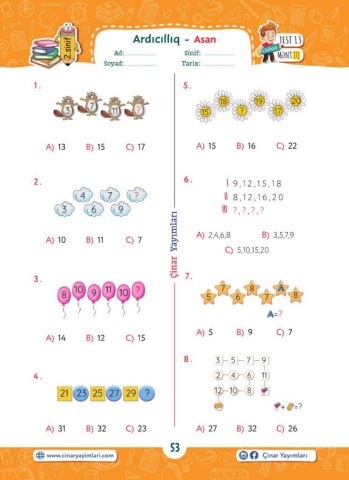 2.sinif
Ardıcıllıq - Asan
Ad: Sinif:
Soyad: Tarix:
TEST 13
MƏNTİQ
1.
3 7 11 ?
A) 13 B) 15 C) 17
2.
4 7 ?
3 6 9
A) 10 B) 11 C) 7
3.
8 10 9 11 10 ?
A) 14 B) 12 C) 15
4.
21 23 25 27 29 ?
A) 31 B) 32 C) 23
Çinar Yayımları
5.
18 19 20
15 ? 17
A) 15 B) 16 C) 22
6.
I 9, 12, 15, 18
II 8, 12, 16, 20
III ?, ?, ?, ?
A) 2,4,6,8 B) 3,5,7,9
C) 5,10,15,20
7.
7 8 A
5 6 7 8
A=?
A) 5 B) 9 C) 7
8.
3 5 7 9
2 4 6 11
12 10 8
+ =?
A) 27 B) 32 C) 26
53
www.cinaryayimlari.com
Çinar Yayımları